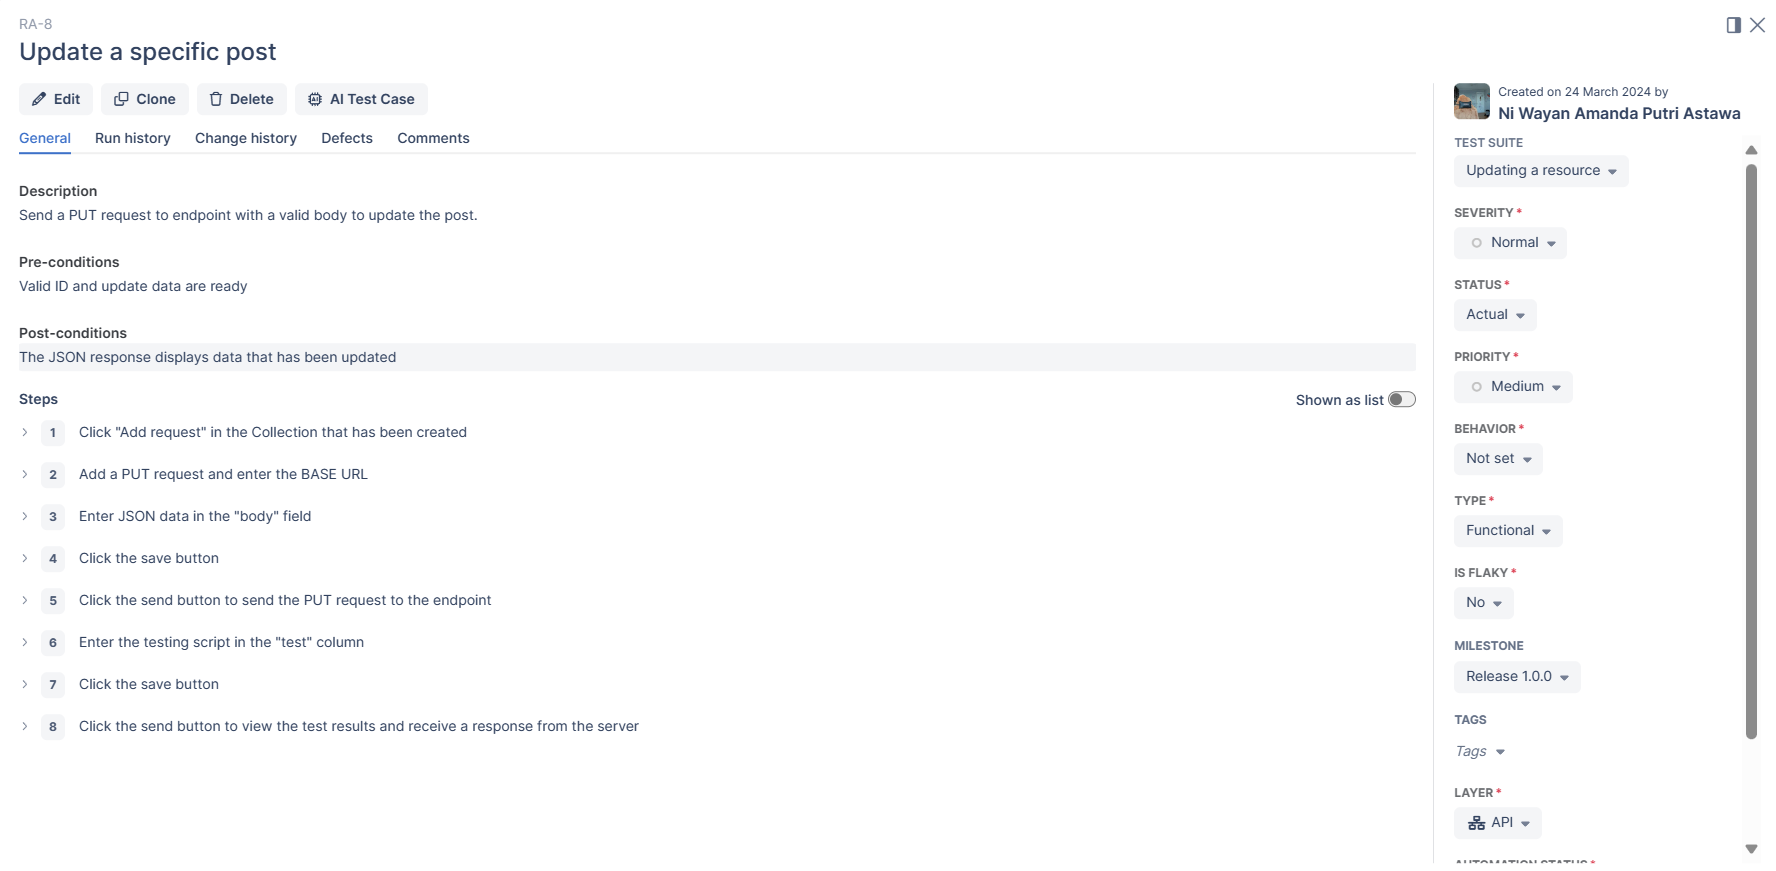 RA-8
Update a specific post
Edit
Clone
Delete
AI Test Case
General
Run history
Change history
Defects
Comments
Description
Send a PUT request to endpoint with a valid body to update the post.
Pre-conditions
Valid ID and update data are ready
Post-conditions
The JSON response displays data that has been updated
Steps
Shown as list
1 Click "Add request" in the Collection that has been created
2 Add a PUT request and enter the BASE URL
3 Enter JSON data in the "body" field
4 Click the save button
5 Click the send button to send the PUT request to the endpoint
6 Enter the testing script in the "test" column
7 Click the save button
8 Click the send button to view the test results and receive a response from the server
Created on 24 March 2024 by
Ni Wayan Amanda Putri Astawa
TEST SUITE
Updating a resource
SEVERITY*
Normal
STATUS*
Actual
PRIORITY*
Medium
BEHAVIOR*
Not set
TYPE*
Functional
IS FLAKY*
No
MILESTONE
Release 1.0.0
TAGS
Tags
LAYER*
API
AUTOMATION STATUS*